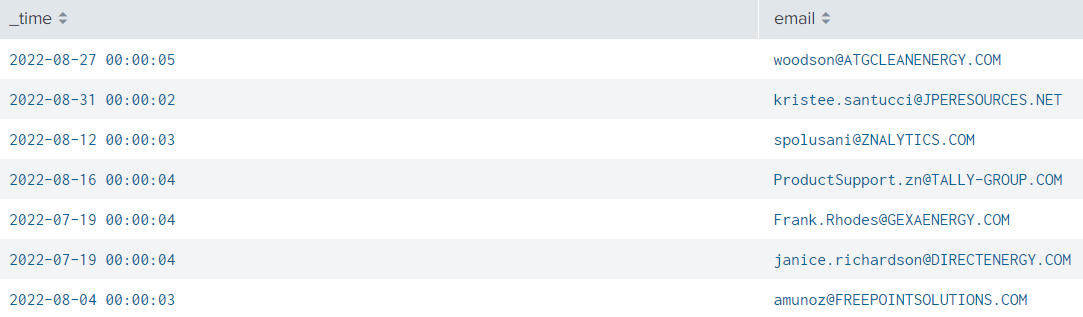 _time email
2022-08-27 00:00:05 woodson@ATGCLEANENERGY.COM
2022-08-31 00:00:02 kristee.santucci@JPERESOURCES.NET
2022-08-12 00:00:03 spolusani@ZNALYTICS.COM
2022-08-16 00:00:04 ProductSupport.zn@TALLY-GROUP.COM
2022-07-19 00:00:04 Frank.Rhodes@GEXAENERGY.COM
2022-07-19 00:00:04 janice.richardson@DIRECTENERGY.COM
2022-08-04 00:00:03 amunoz@FREEPOINTSOLUTIONS.COM